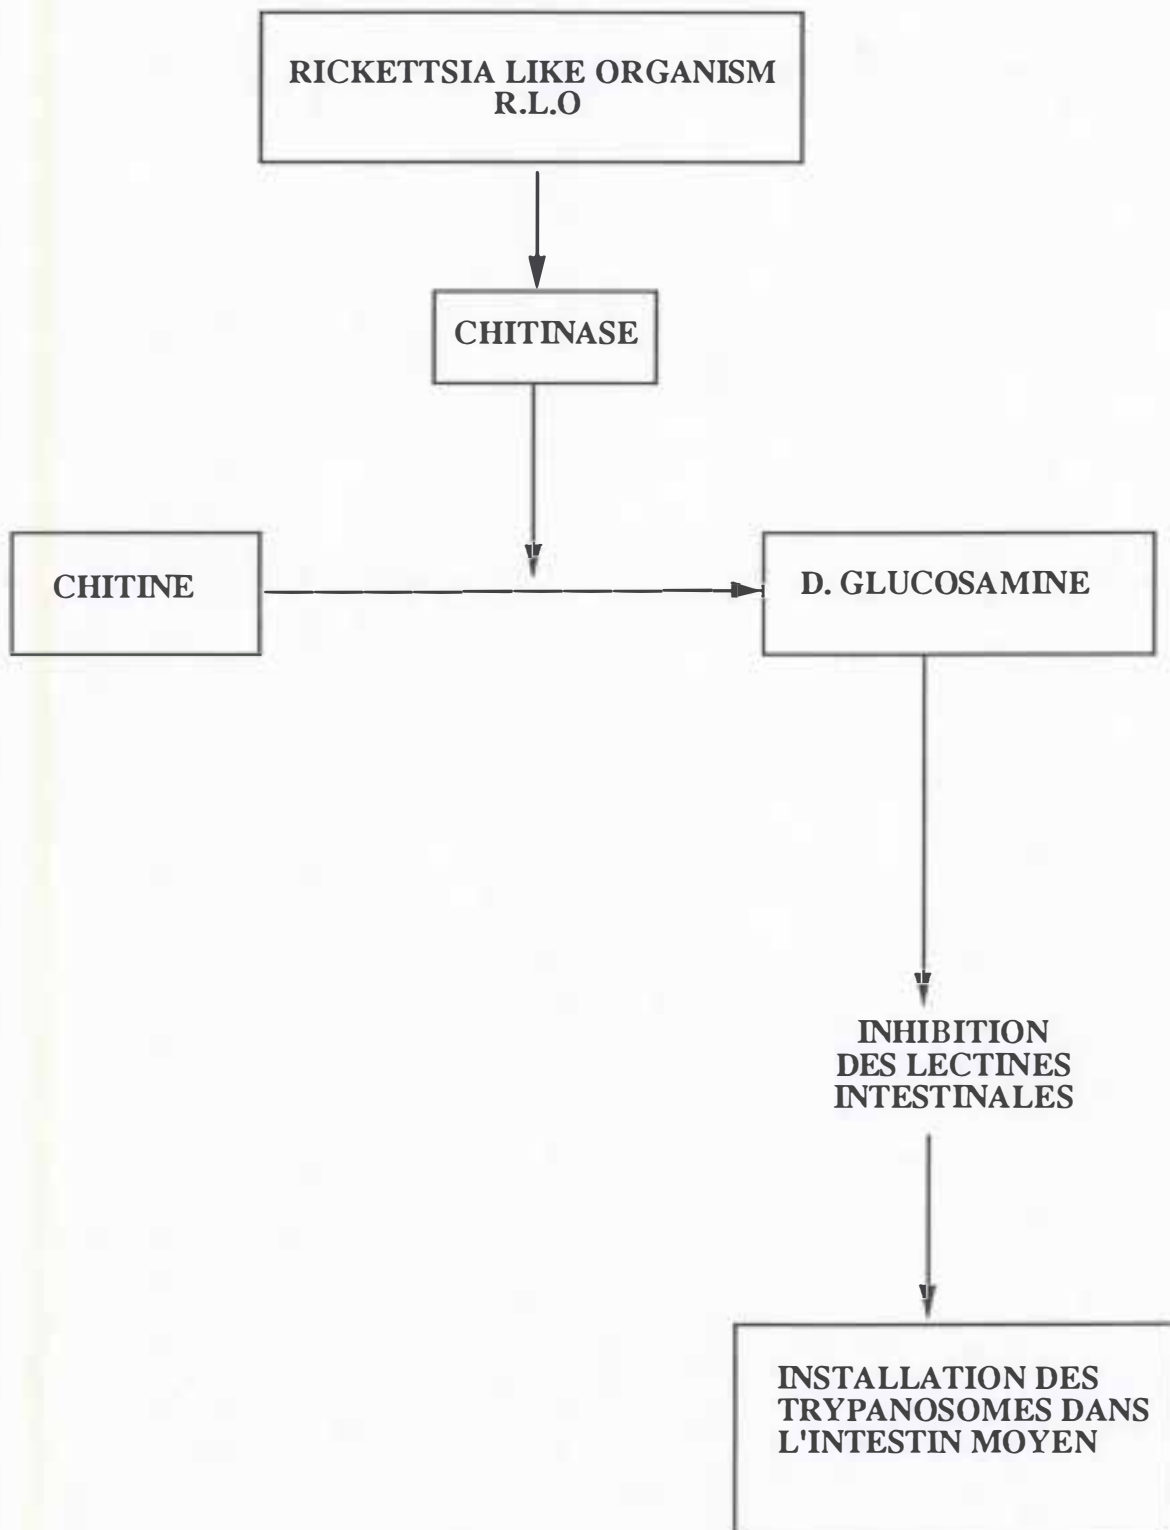 RICKETTSIA LIKE ORGANISM
R.L.O
CHITINASE
CHITINE
D. GLUCOSAMINE
INHIBITION
DES LECTINES
INTESTINALES
INSTALLATION DES
TRYPANOSOMES DANS
L'INTESTIN MOYEN